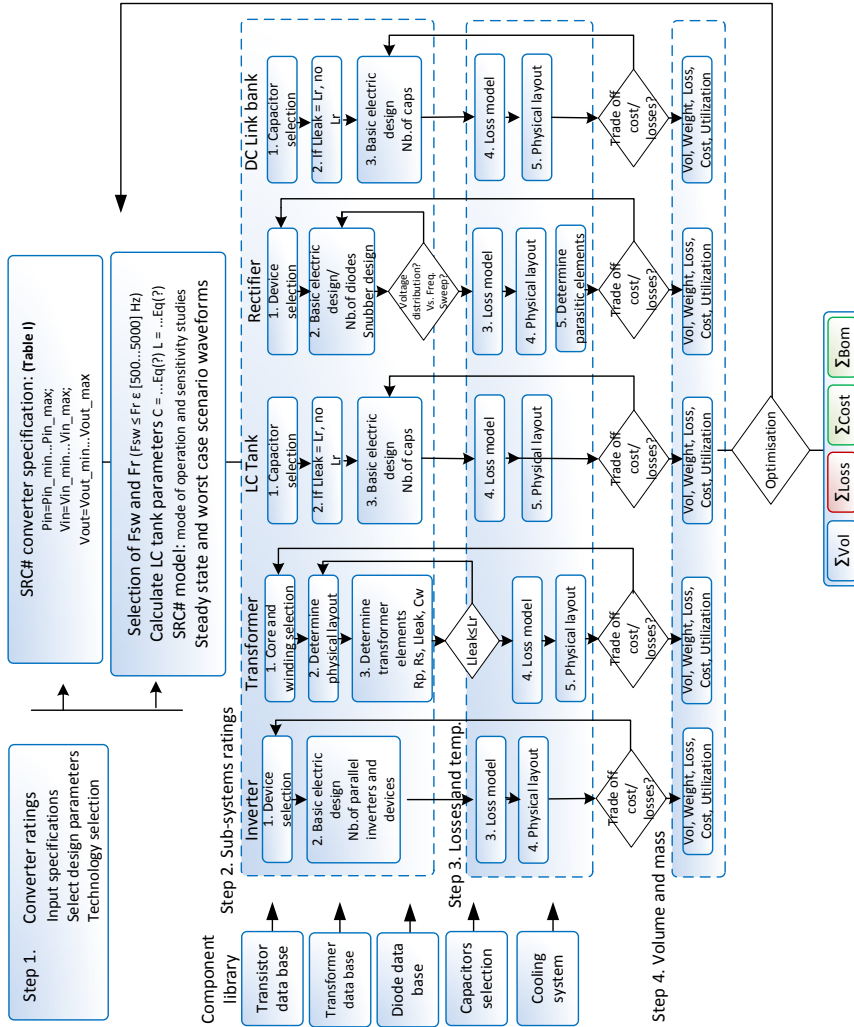 Step 1. Converter ratings
Input specifications
Select design parameters
Technology selection
SRC# converter specification: (Table I)
Pin=Pin_min...Pin_max;
Vin=Vin_min...Vin_max;
Vout=Vout_min...Vout_max
Selection of Fsw and Fr (Fsw ≤ Fr ε [500...5000] Hz)
Calculate LC tank parameters C = ...Eq(?) L = ...Eq(?)
SRC# model: mode of operation and sensitivity studies
Steady state and worst case scenario waveforms
Component
library
Transistor
data base
Transformer
data base
Diode data
base
Capacitors
selection
Cooling
system
Step 2. Sub-systems ratings
Inverter
1. Device
selection
2. Basic electric
design
Nb.of parallel
inverters and
devices
Transformer
1. Core and
winding selection
2. Determine
physical layout
3. Determine
transformer
elements
Rp, Rs, Lleak, Cw
Lleak≤Lr
LC Tank
1. Capacitor
selection
2. If Lleak = Lr, no
Lr
3. Basic electric
design
Nb.of caps
Rectifier
1. Device
selection
2. Basic electric
design/
Nb.of diodes
Snubber design
Voltage
distribution?
Vs. Freq.
Sweep?
DC Link bank
1. Capacitor
selection
2. If Lleak = Lr, no
Lr
3. Basic electric
design
Nb.of caps
Step 3. Losses and temp.
3. Loss model
4. Physical layout
4. Loss model
5. Physical layout
4. Loss model
5. Physical layout
3. Loss model
4. Physical layout
5. Determine
parasitic elements
4. Loss model
5. Physical layout
Trade off
cost/
losses?
Trade off
cost/
losses?
Trade off
cost/
losses?
Trade off
cost/
losses?
Trade off
cost/
losses?
Step 4. Volume and mass
Vol, Weight, Loss,
Cost, Utilization
Vol, Weight, Loss,
Cost, Utilization
Vol, Weight, Loss,
Cost, Utilization
Vol, Weight, Loss,
Cost, Utilization
Vol, Weight, Loss,
Cost, Utilization
Optimisation
ΣVol
ΣLoss
ΣCost
ΣBom